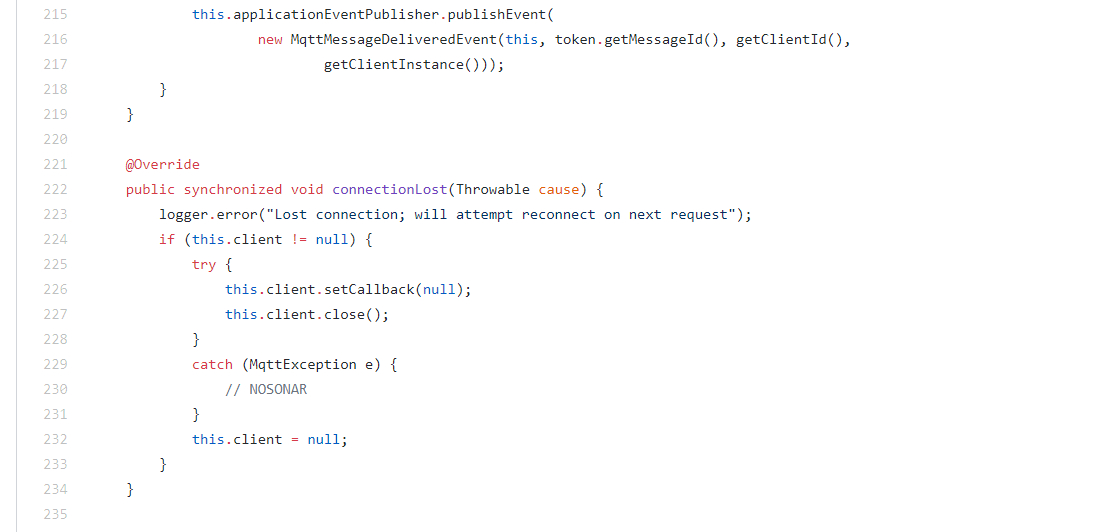 215 this.applicationEventPublisher.publishEvent(
216 new MqttMessageDeliveredEvent(this, token.getMessageId(), getClientId(),
217 getClientInstance()));
218 }
219 }
220
221 @Override
222 public synchronized void connectionLost(Throwable cause) {
223 logger.error("Lost connection; will attempt reconnect on next request");
224 if (this.client != null) {
225 try {
226 this.client.setCallback(null);
227 this.client.close();
228 }
229 catch (MqttException e) {
230 // NOSONAR
231 }
232 this.client = null;
233 }
234 }
235